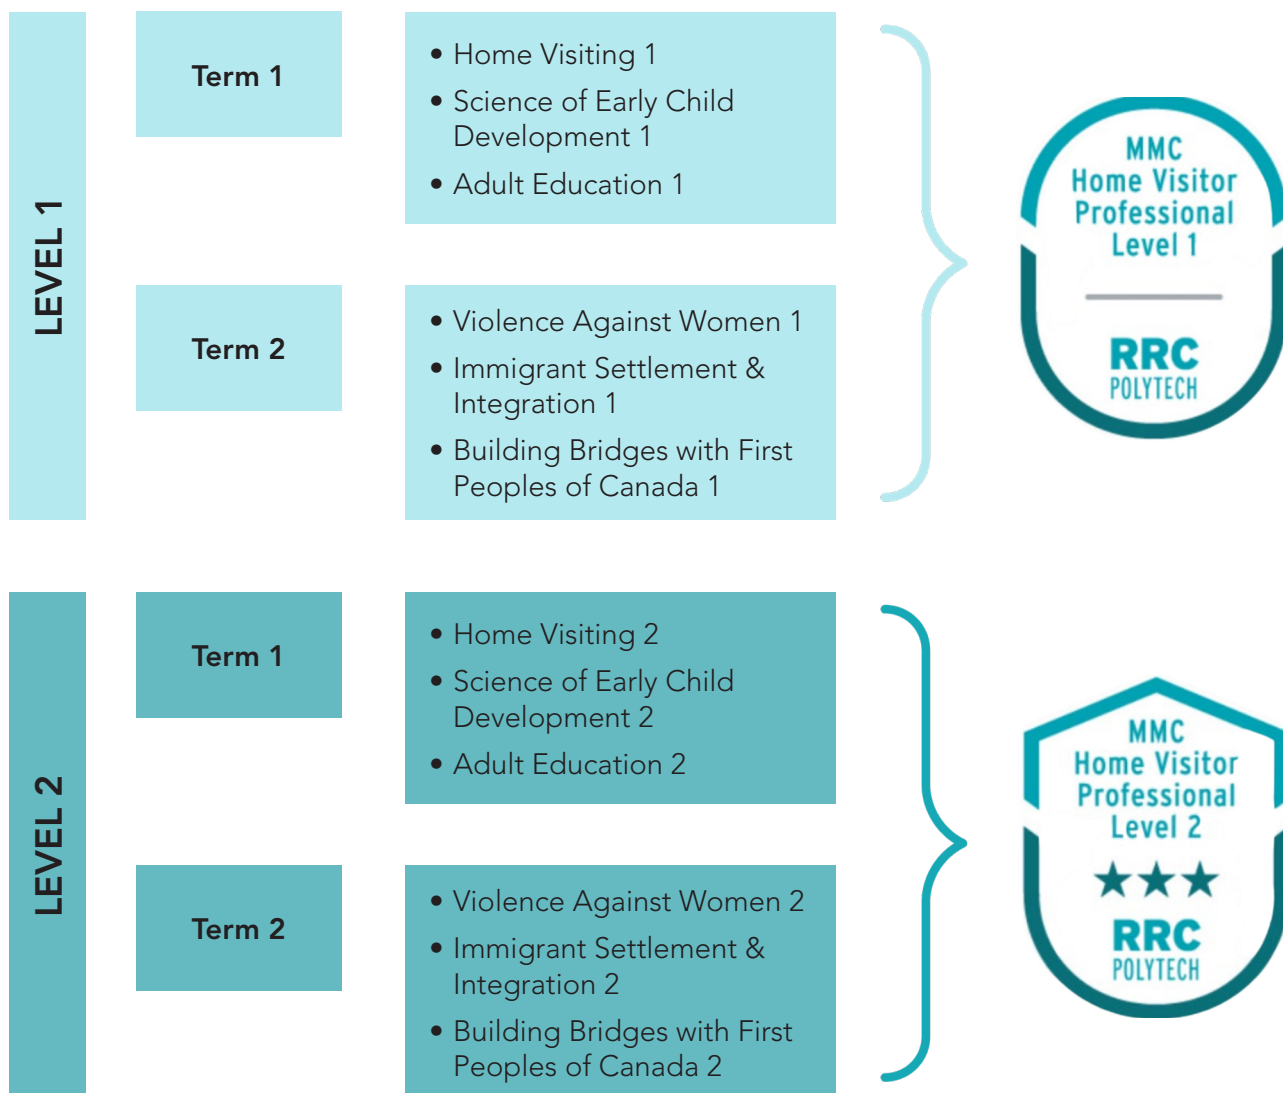 LEVEL 1
Term 1
• Home Visiting 1
• Science of Early Child
Development 1
• Adult Education 1
Term 2
• Violence Against Women 1
• Immigrant Settlement &
Integration 1
• Building Bridges with First
Peoples of Canada 1
MMC
Home Visitor
Professional
Level 1
RRC
POLYTECH
LEVEL 2
Term 1
• Home Visiting 2
• Science of Early Child
Development 2
• Adult Education 2
Term 2
• Violence Against Women 2
• Immigrant Settlement &
Integration 2
• Building Bridges with First
Peoples of Canada 2
MMC
Home Visitor
Professional
Level 2
RRC
POLYTECH